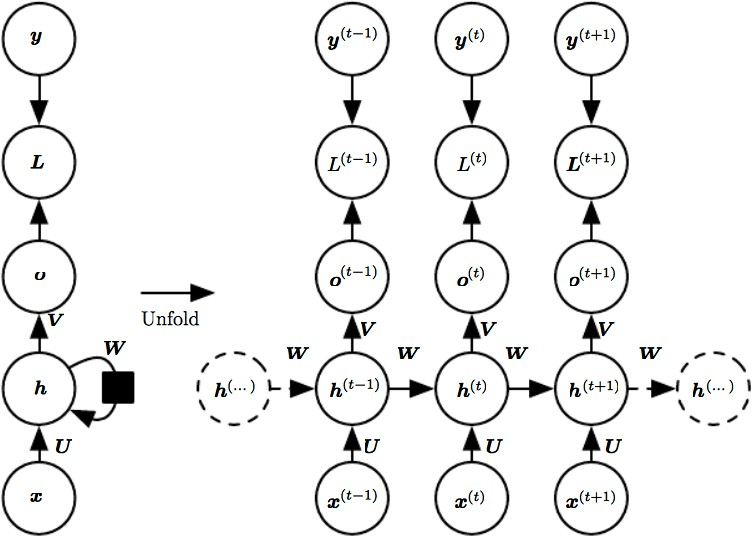 y y^{(t−1)} y^{(t)} y^{(t+1)}
L L^{(t−1)} L^{(t)} L^{(t+1)}
o o^{(t−1)} o^{(t)} o^{(t+1)}
Unfold
V V V V
W W W W W
h h^{(...)} h^{(t−1)} h^{(t)} h^{(t+1)} h^{(...)}
U U U U
x x^{(t−1)} x^{(t)} x^{(t+1)}